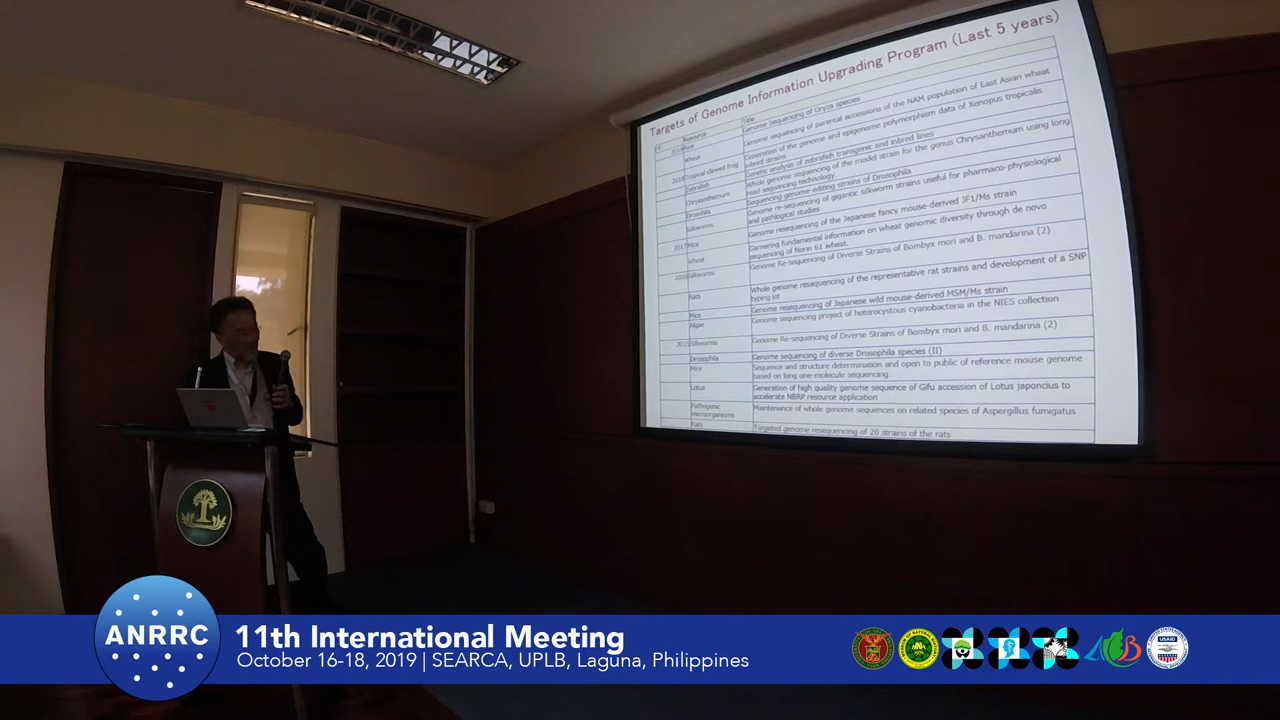 Targets of Genome Information Upgrading Program (Last 5 years)
FY Resource Title
Rice Genome Sequencing of Oryza species
Wheat Genome sequencing of parental accessions of the NAM population of East Asian wheat
Tropical clawed frog Generation of the genome and epigenome polymorphism data of Xenopus tropicalis
inbred strains
Zebrafish Genetic analysis of zebrafish transgenic and inbred lines
Chrysanthemum Whole genome sequencing of the model strain for the genus Chrysanthemum using long
read sequencing technology
Drosophila Sequencing genome-editing strains of Drosophila
Silkworms Genome re-sequencing of gigantic silkworm strains useful for pharmaco-physiological
and pathlogical studies
2017 Mice Genome resequencing of the Japanese fancy mouse-derived JF1/Ms strain
Wheat Garnering fundamental information on wheat genomic diversity through de novo
sequencing of Norin 61 wheat.
Silkworms Genome Re-sequencing of Diverse Strains of Bombyx mori and B. mandarina (2)
Rats Whole genome resequencing of the representative rat strains and development of a SNP
typing kit
Mice Genome resequencing of Japanese wild mouse-derived MSM/Ms strain
Algae Genome sequencing project of heterocystous cyanobacteria in the NIES collection
2015 Silkworms Genome Re-sequencing of Diverse Strains of Bombyx mori and B. mandarina (2)
Drosophila Genome sequencing of diverse Drosophila species (II)
Mice Sequence and structure determination and open to public of reference mouse genome
based on long one-molecule sequencing.
Lotus Generation of high quality genome sequence of Gifu accession of Lotus japoncius to
accelerate NBRP resource application
Pathogenic
microorganisms Maintenance of whole genome sequences on related species of Aspergillus fumigatus
Rats Targeted genome resequencing of 20 strains of the rats
ANRRC
11th International Meeting
October 16-18, 2019 | SEARCA, UPLB, Laguna, Philippines
USAID